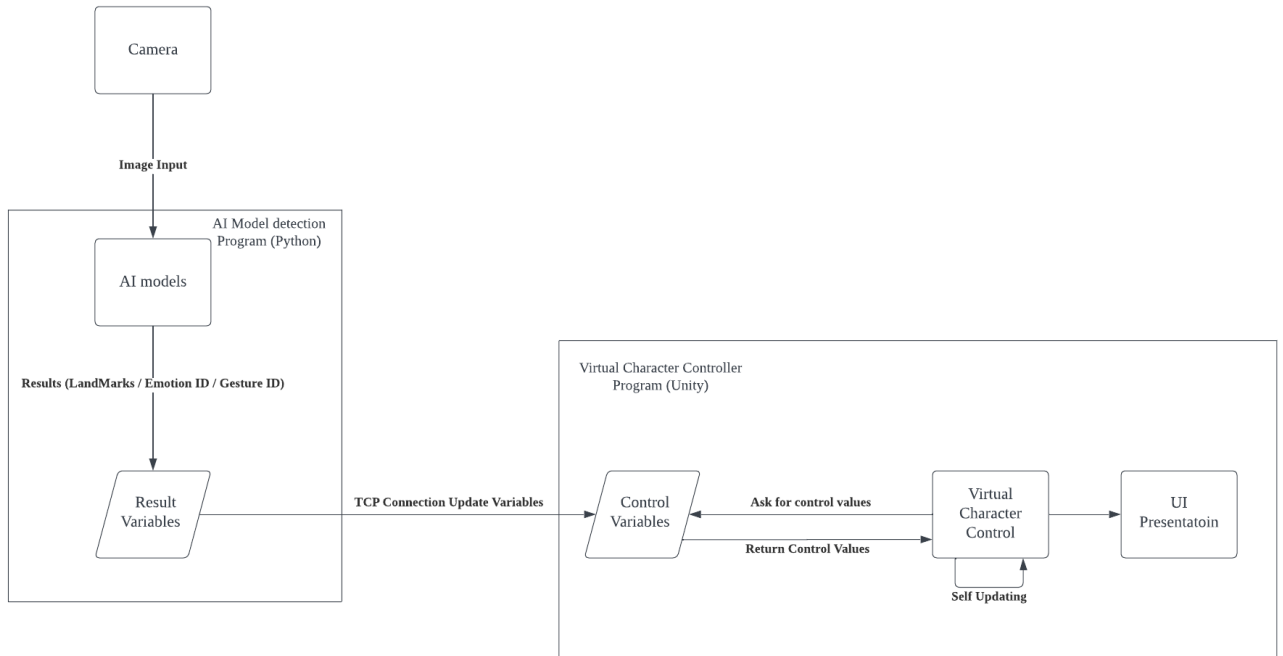 Camera
Image Input
AI Model detection
Program (Python)
AI models
Results (LandMarks / Emotion ID / Gesture ID)
Result
Variables
TCP Connection Update Variables
Virtual Character Controller
Program (Unity)
Control
Variables
Ask for control values
Return Control Values
Virtual
Character
Control
Self Updating
UI
Presentatoin